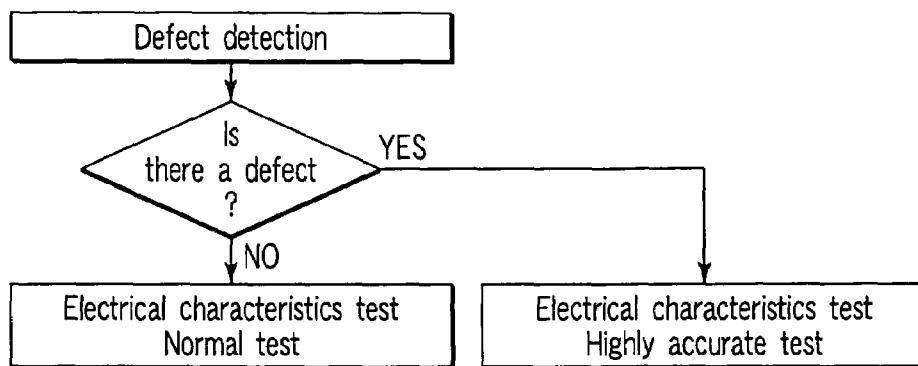 Defect detection
Is
there a defect
?
YES
NO
Electrical characteristics test
Normal test
Electrical characteristics test
Highly accurate test